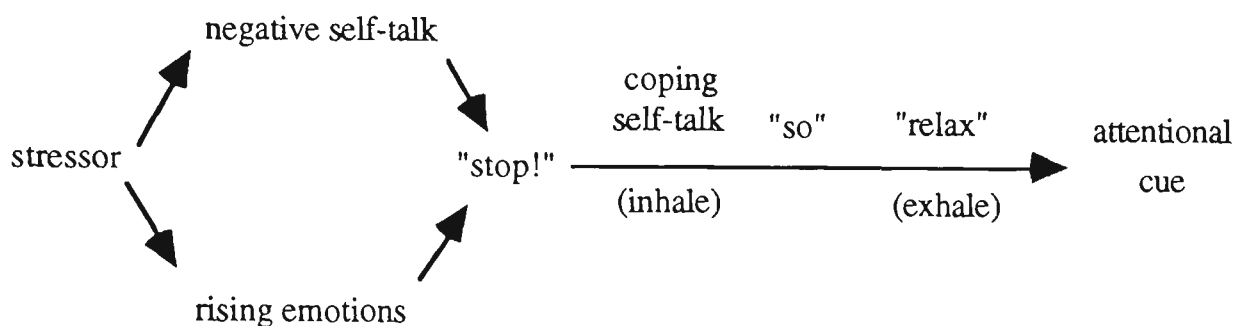 negative self-talk
stressor
rising emotions
"stop!"
coping
self-talk
"so"
"relax"
(inhale)
(exhale)
attentional
cue